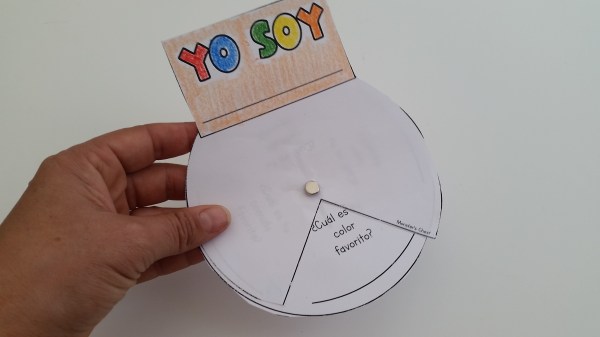 YO SOY
¿Cuál es
color
favorito?